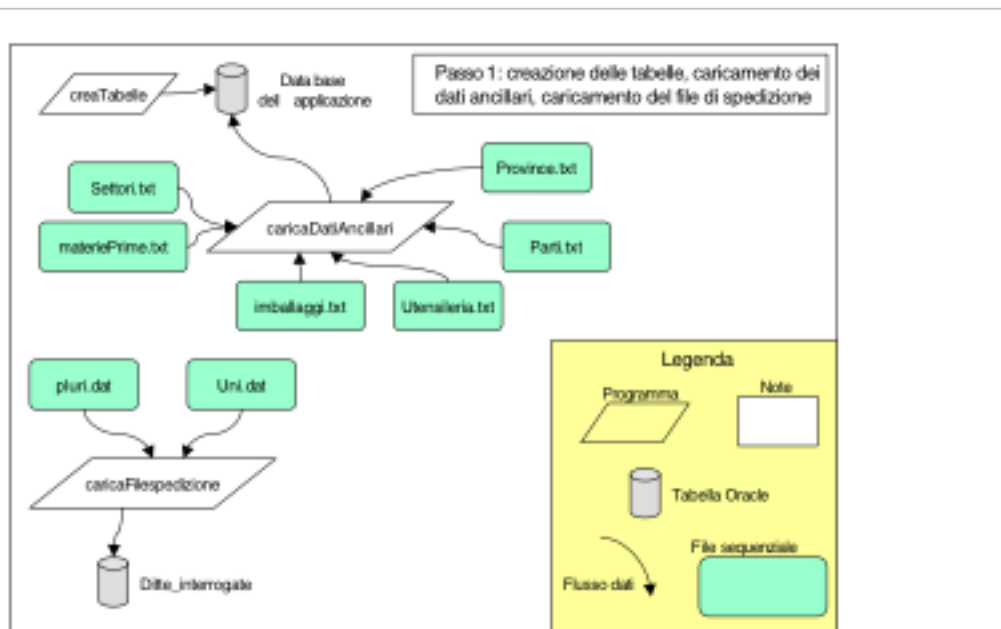 Passo 1: creazione delle tabelle, caricamento dei
dati ancillari, caricamento del file di spedizione
creaTabelle
Data base
dell applicazione
Province.txt
Settori.txt
materiePrime.txt
caricaDatiAncillari
Parti.txt
imballaggi.txt
Utensileria.txt
pluri.dat
Uni.dat
caricaFilespedizione
Ditte_interrogate
Legenda
Programma
Note
Tabella Oracle
File sequenziale
Flusso dati